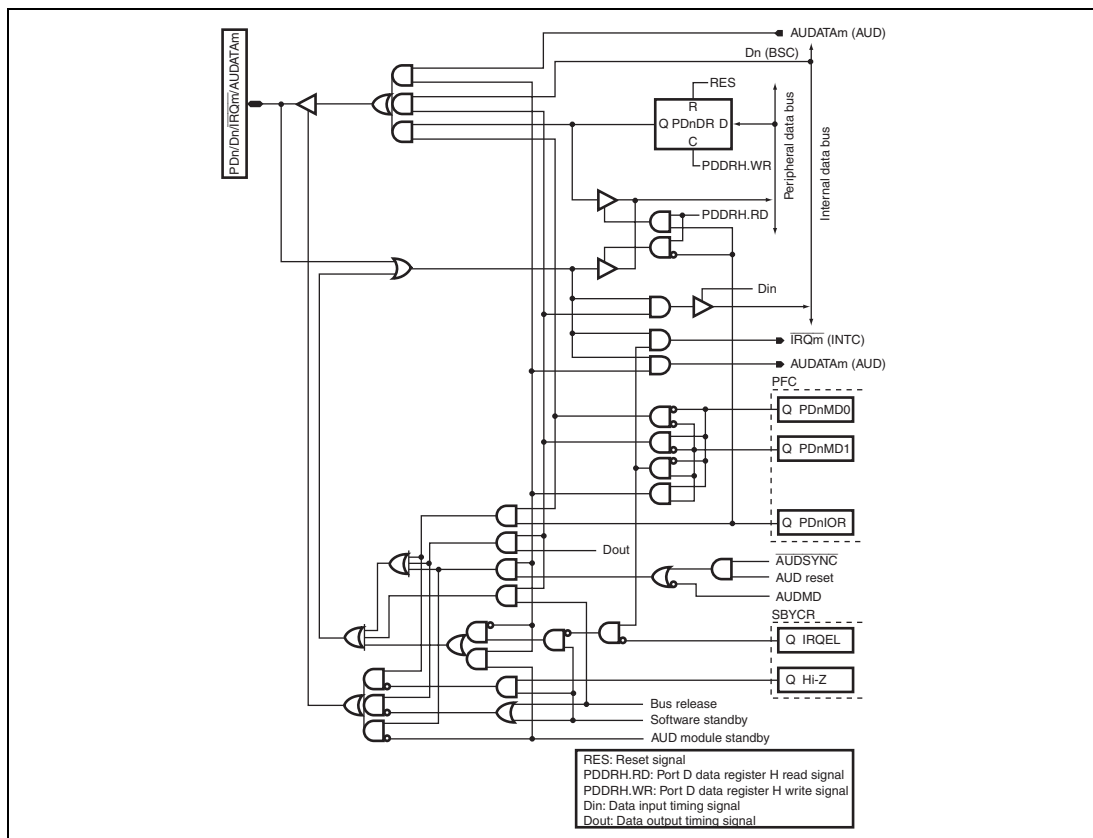 PDn/Dn/IRQm/AUDATAm
AUDATAm (AUD)
Dn (BSC)
RES
R
Q PDnDR D
C
PDDRH.WR
Peripheral data bus
Internal data bus
PDDRH.RD
Din
IRQm (INTC)
AUDATAm (AUD)
PFC
Q PDnMD0
Q PDnMD1
Q PDnIOR
Dout
AUDSYNC
AUD reset
AUDMD
SBYCR
Q IRQEL
Q Hi-Z
Bus release
Software standby
AUD module standby
RES: Reset signal
PDDRH.RD: Port D data register H read signal
PDDRH.WR: Port D data register H write signal
Din: Data input timing signal
Dout: Data output timing signal